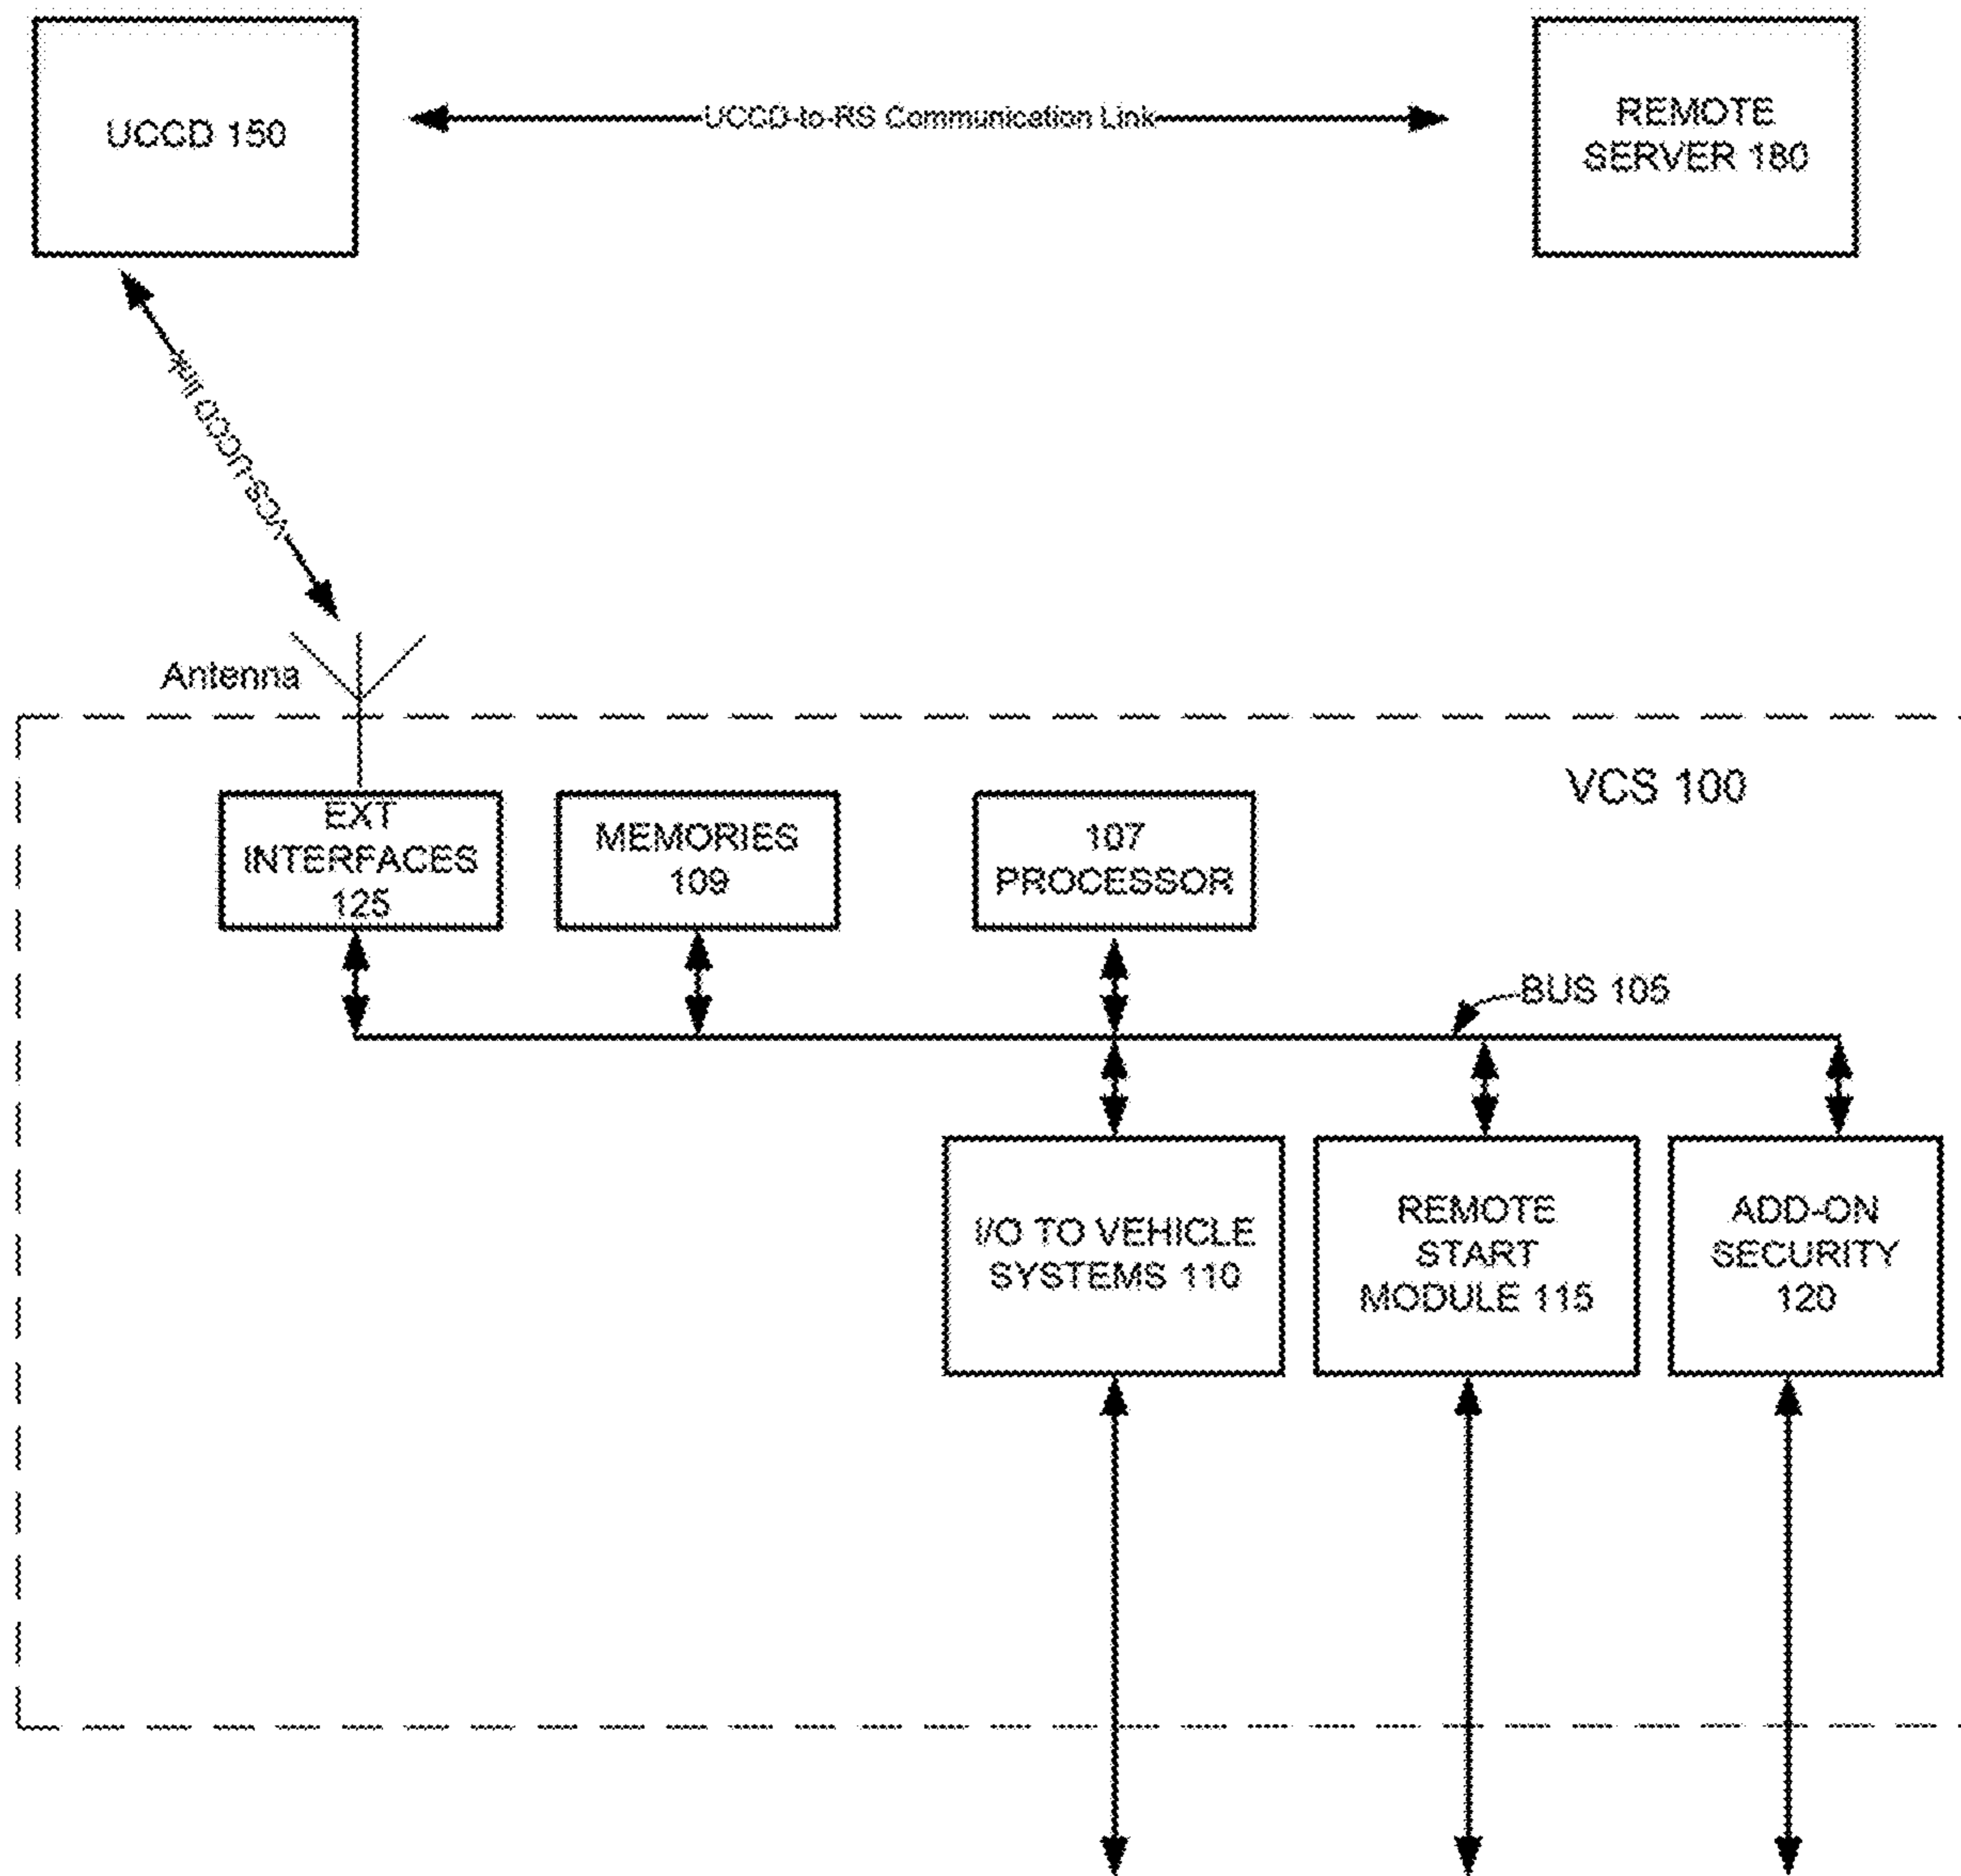 UCCD 150
UCCD-to-RS Communication Link
REMOTE
SERVER 180
VCS-UCCD link
Antenna
VCS 100
EXT
INTERFACES
125
MEMORIES
109
107
PROCESSOR
BUS 105
I/O TO VEHICLE
SYSTEMS 110
REMOTE
START
MODULE 115
ADD-ON
SECURITY
120